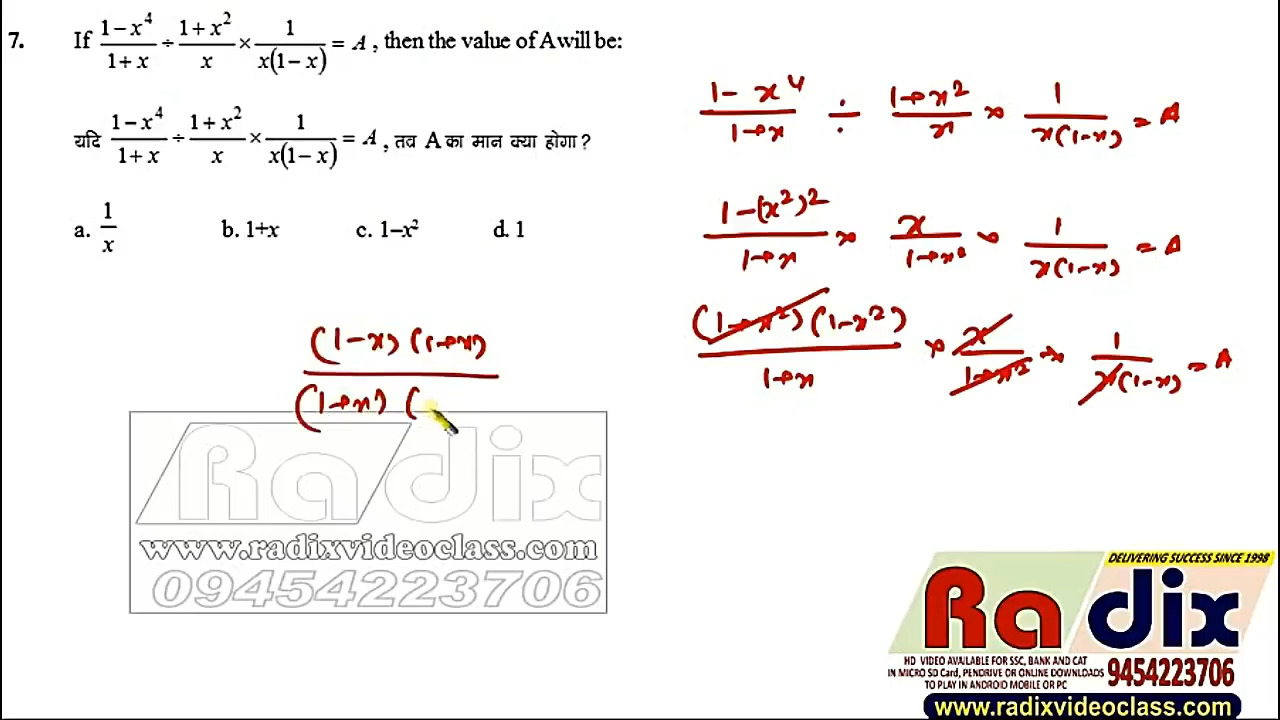 7. If (1−x⁴)/(1+x) ÷ (1+x²)/x × 1/(x(1−x)) = A, then the value of A will be:
यदि (1−x⁴)/(1+x) ÷ (1+x²)/x × 1/(x(1−x)) = A, तव A का मान क्या होगा?
a. 1/x b. 1+x c. 1–x² d. 1
(1−x⁴)/(1+x) ÷ (1+x²)/x × 1/(x(1−x)) = A
(1−(x²)²)/(1+x) × x/(1+x²) × 1/(x(1−x)) = A
((1+x²)(1−x²))/(1+x) × x/(1+x²) × 1/(x(1−x)) = A
(1−x)(1+x)
(1+x)(
Radix
www.radixvideoclass.com
09454223706
DELIVERING SUCCESS SINCE 1998
Radix
HD VIDEO AVAILABLE FOR SSC, BANK AND CAT
IN MICRO SD Card, PENDRIVE OR ONLINE DOWNLOADS
TO PLAY IN ANDROID MOBILE OR PC
9454223706
www.radixvideoclass.com